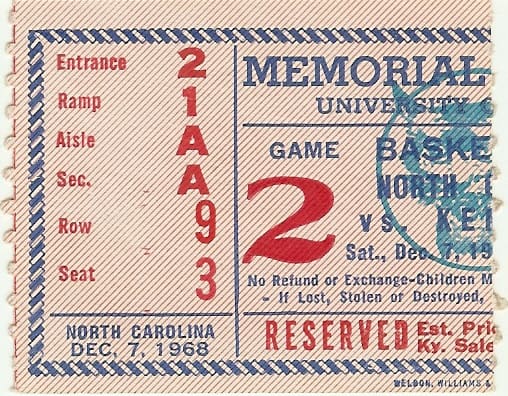 Entrance 2
Ramp 1
Aisle A
Sec. A
Row 9
Seat 3
NORTH CAROLINA
DEC, 7, 1968
MEMORIAL
UNIVERSITY
GAME 2
BASKE
NORTH
VS. KE
Sat., Dec. 7, 19
No Refund or Exchange-Children M
- If Lost, Stolen or Destroyed,
RESERVED
Est. Pric
Ky. Sale
WELDON, WILLIAMS &